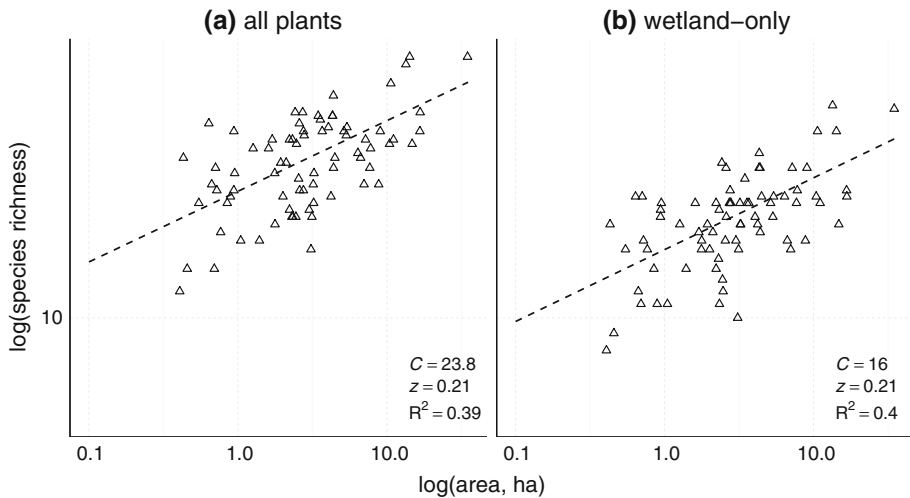 (a) all plants
(b) wetland−only
log(species richness)
10
C = 23.8
z = 0.21
R² = 0.39
C = 16
z = 0.21
R² = 0.4
0.1 1.0 10.0
0.1 1.0 10.0
log(area, ha)